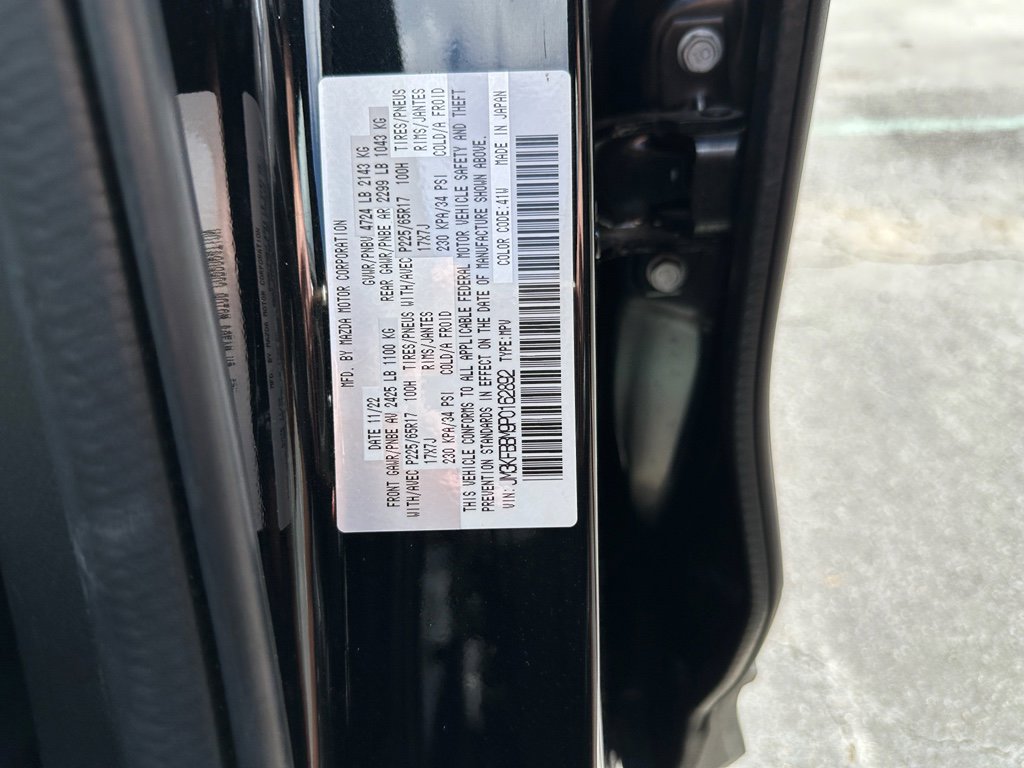 MFD. BY MAZDA MOTOR CORPORATION
DATE 11/22 GVWR/PNBV 4724 LB 2143 KG
FRONT GAWR/PNBE AV 2425 LB 1100 KG REAR GAWR/PNBE AR 2299 LB 1043 KG
WITH/AVEC P225/65R17 100H TIRES/PNEUS WITH/AVEC P225/65R17 100H TIRES/PNEUS
17X7J RIMS/JANTES 17X7J RIMS/JANTES
230 KPA/34 PSI COLD/A FROID 230 KPA/34 PSI COLD/A FROID
THIS VEHICLE CONFORMS TO ALL APPLICABLE FEDERAL MOTOR VEHICLE SAFETY AND THEFT
PREVENTION STANDARDS IN EFFECT ON THE DATE OF MANUFACTURE SHOWN ABOVE.
VIN: JM3KFBBM9P0162892 TYPE:MPV COLOR CODE:41W MADE IN JAPAN